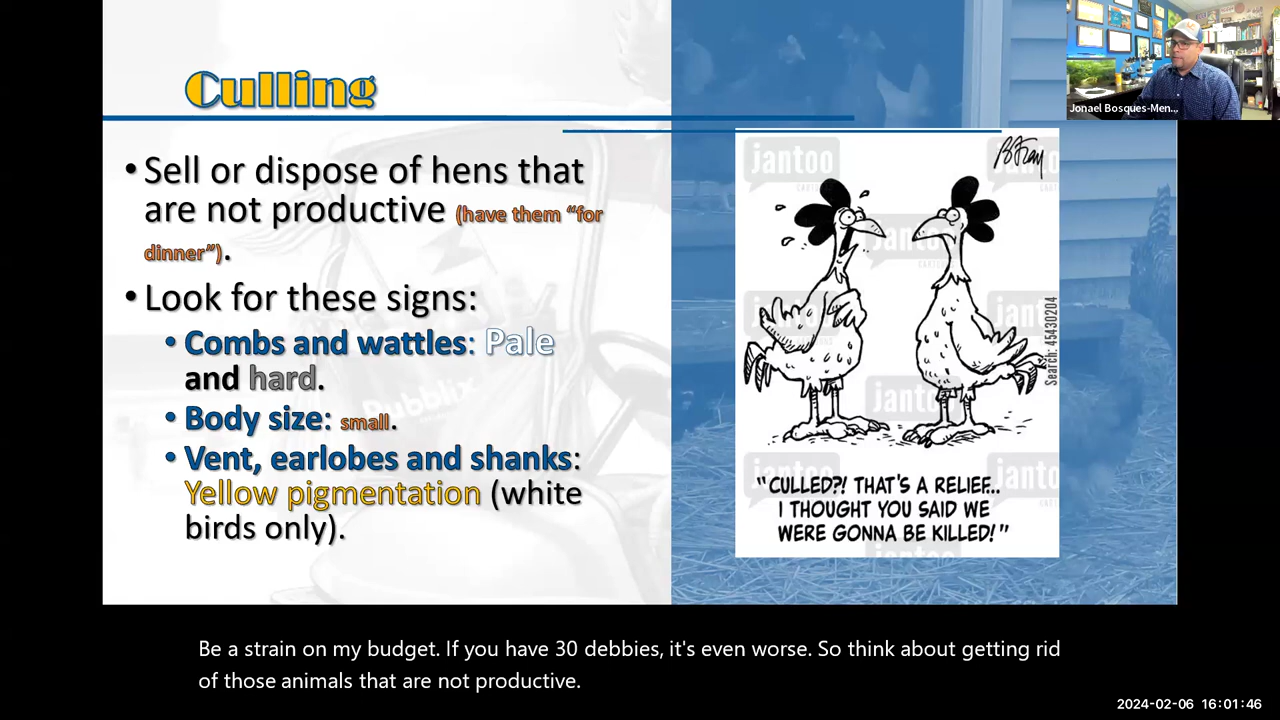 Culling
• Sell or dispose of hens that
are not productive (have them “for
dinner”).
• Look for these signs:
• Combs and wattles: Pale
and hard.
• Body size: small.
• Vent, earlobes and shanks:
Yellow pigmentation (white
birds only).
jantoo
jantoo
Search: 45430204
“CULLED?! THAT'S A RELIEF...
I THOUGHT YOU SAID WE
WERE GONNA BE KILLED!”
Jonael Bosques-Men...
Be a strain on my budget. If you have 30 debbies, it's even worse. So think about getting rid
of those animals that are not productive.
2024-02-06 16:01:46